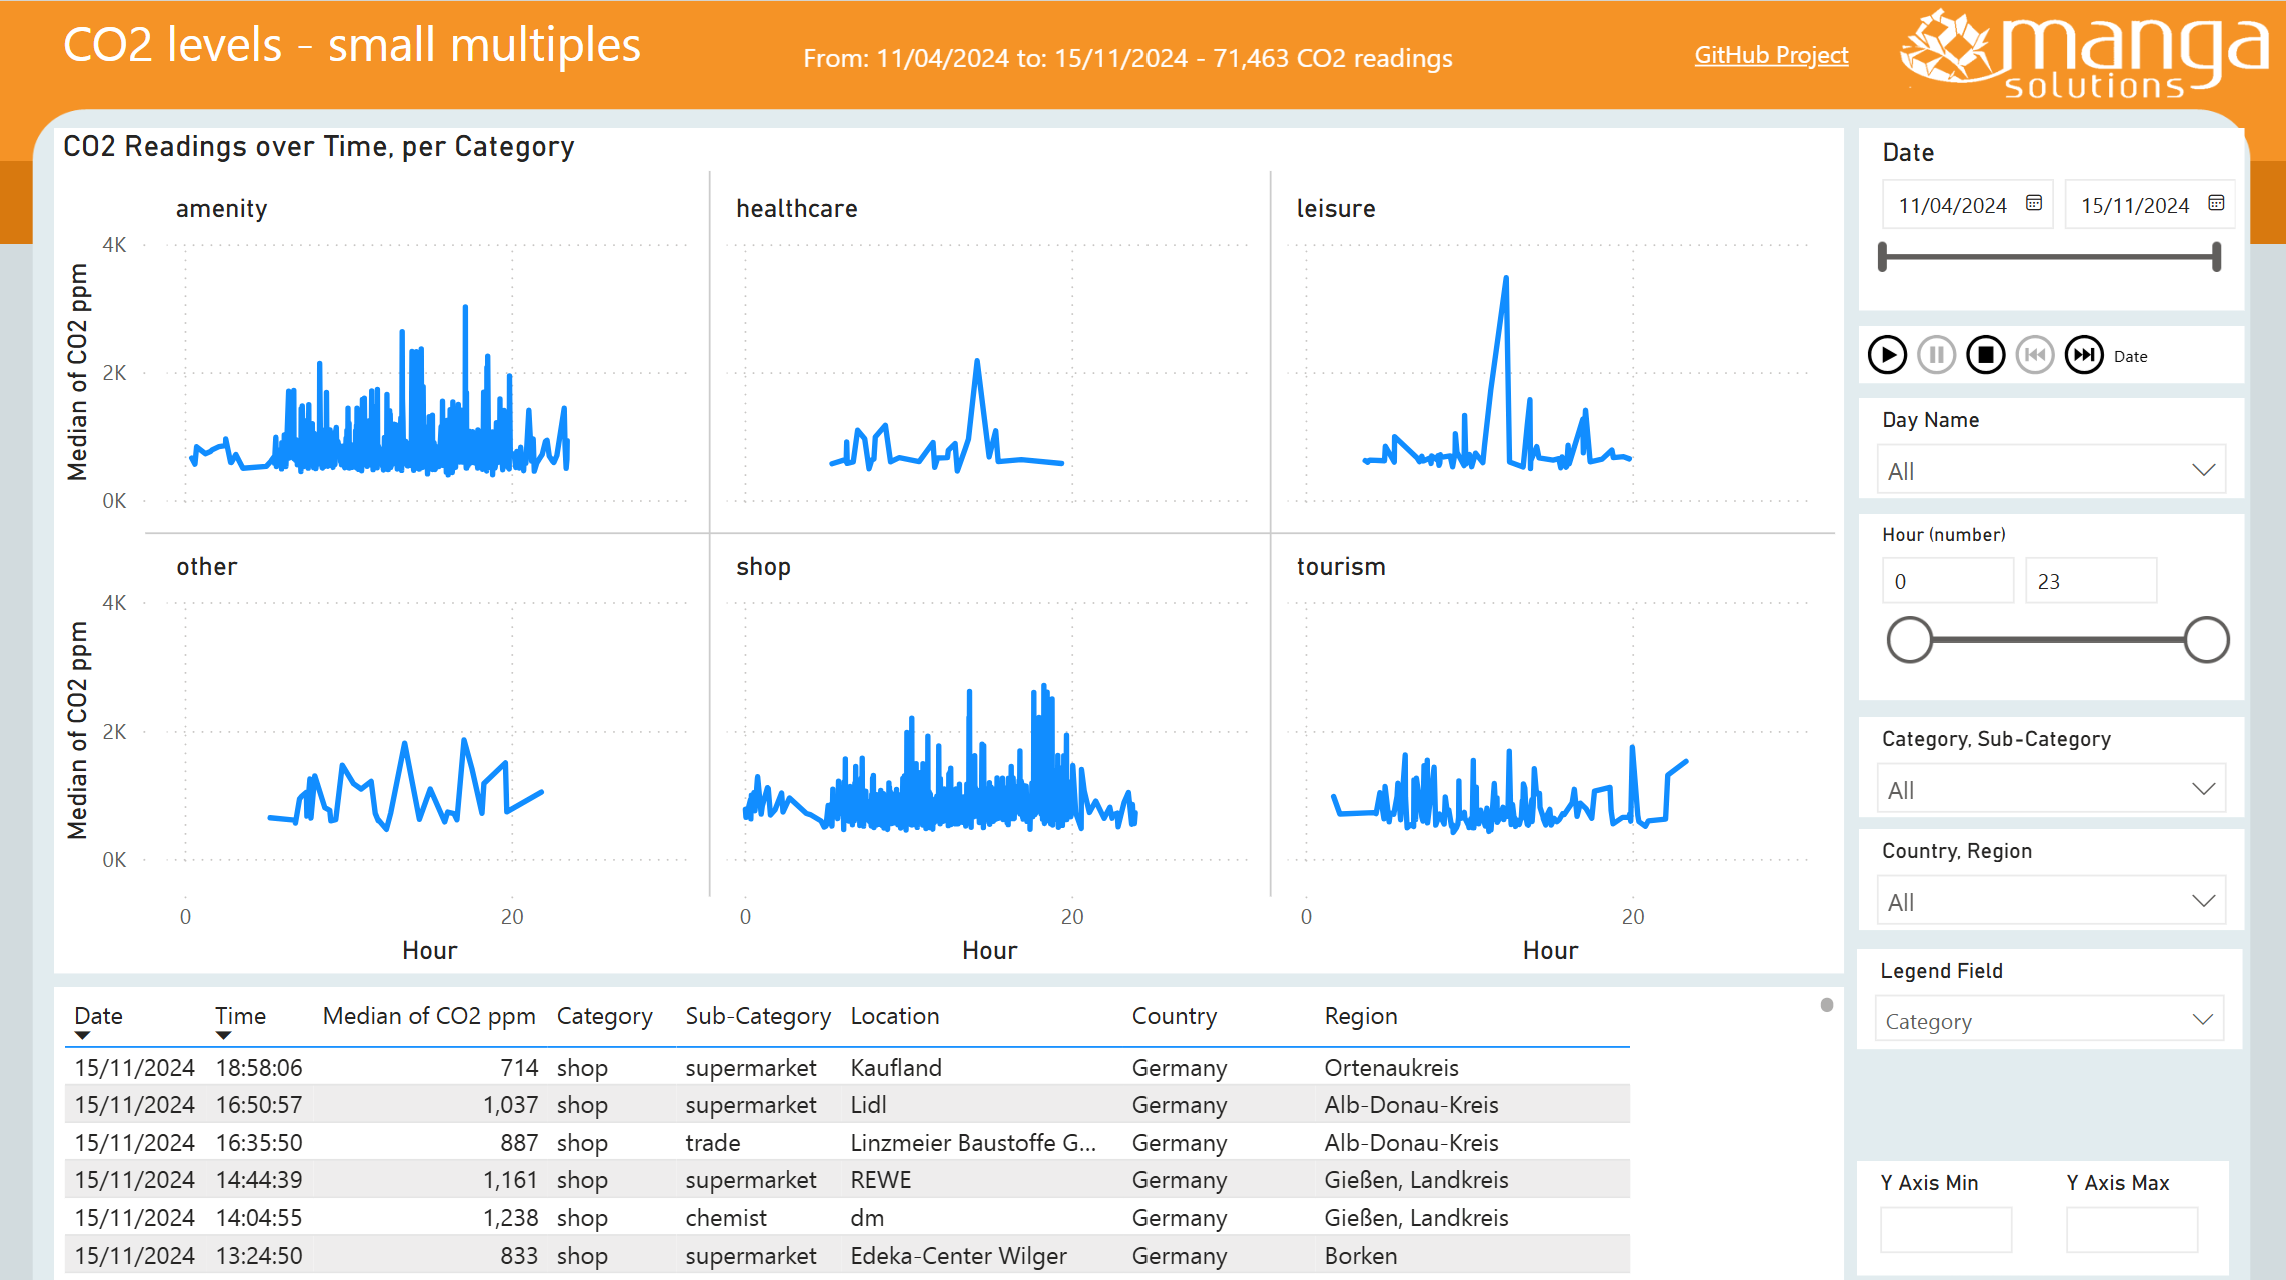 CO2 levels - small multiples
From: 11/04/2024 to: 15/11/2024 - 71,463 CO2 readings
GitHub Project
manga
solutions
CO2 Readings over Time, per Category
amenity healthcare leisure
4K
2K
0K
Median of CO2 ppm
other shop tourism
4K
2K
0K
Median of CO2 ppm
0 20 0 20 0 20
Hour Hour Hour
Date Time Median of CO2 ppm Category Sub-Category Location Country Region
15/11/2024 18:58:06 714 shop supermarket Kaufland Germany Ortenaukreis
15/11/2024 16:50:57 1,037 shop supermarket Lidl Germany Alb-Donau-Kreis
15/11/2024 16:35:50 887 shop trade Linzmeier Baustoffe G... Germany Alb-Donau-Kreis
15/11/2024 14:44:39 1,161 shop supermarket REWE Germany Gießen, Landkreis
15/11/2024 14:04:55 1,238 shop chemist dm Germany Gießen, Landkreis
15/11/2024 13:24:50 833 shop supermarket Edeka-Center Wilger Germany Borken
Date
11/04/2024 15/11/2024
Date
Day Name
All
Hour (number)
0 23
Category, Sub-Category
All
Country, Region
All
Legend Field
Category
Y Axis Min Y Axis Max